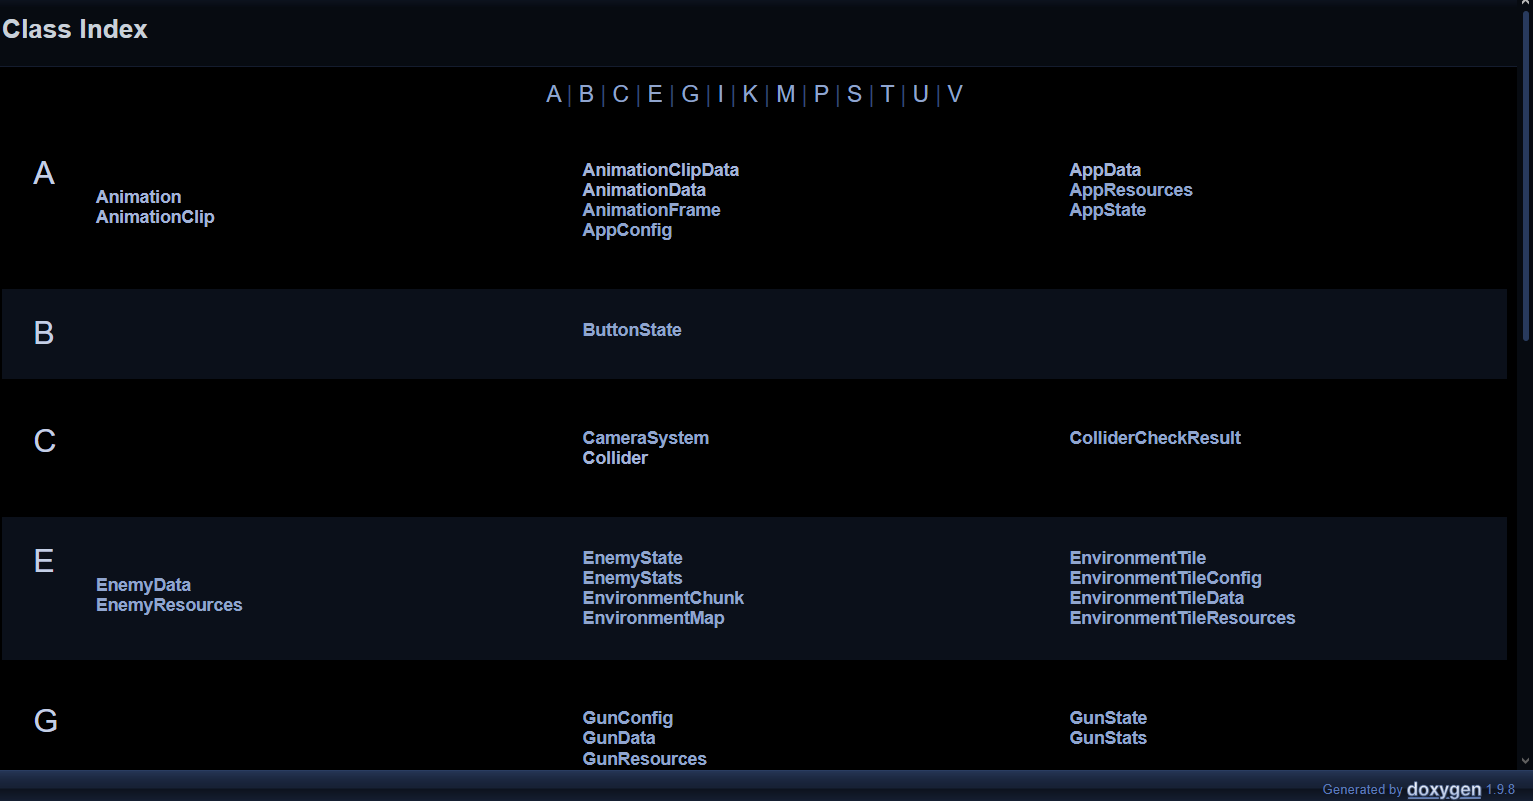 Class Index
A | B | C | E | G | I | K | M | P | S | T | U | V
A
Animation
AnimationClip
AnimationClipData
AnimationData
AnimationFrame
AppConfig
AppData
AppResources
AppState
B
ButtonState
C
CameraSystem
Collider
ColliderCheckResult
E
EnemyData
EnemyResources
EnemyState
EnemyStats
EnvironmentChunk
EnvironmentMap
EnvironmentTile
EnvironmentTileConfig
EnvironmentTileData
EnvironmentTileResources
G
GunConfig
GunData
GunResources
GunState
GunStats
Generated by doxygen 1.9.8